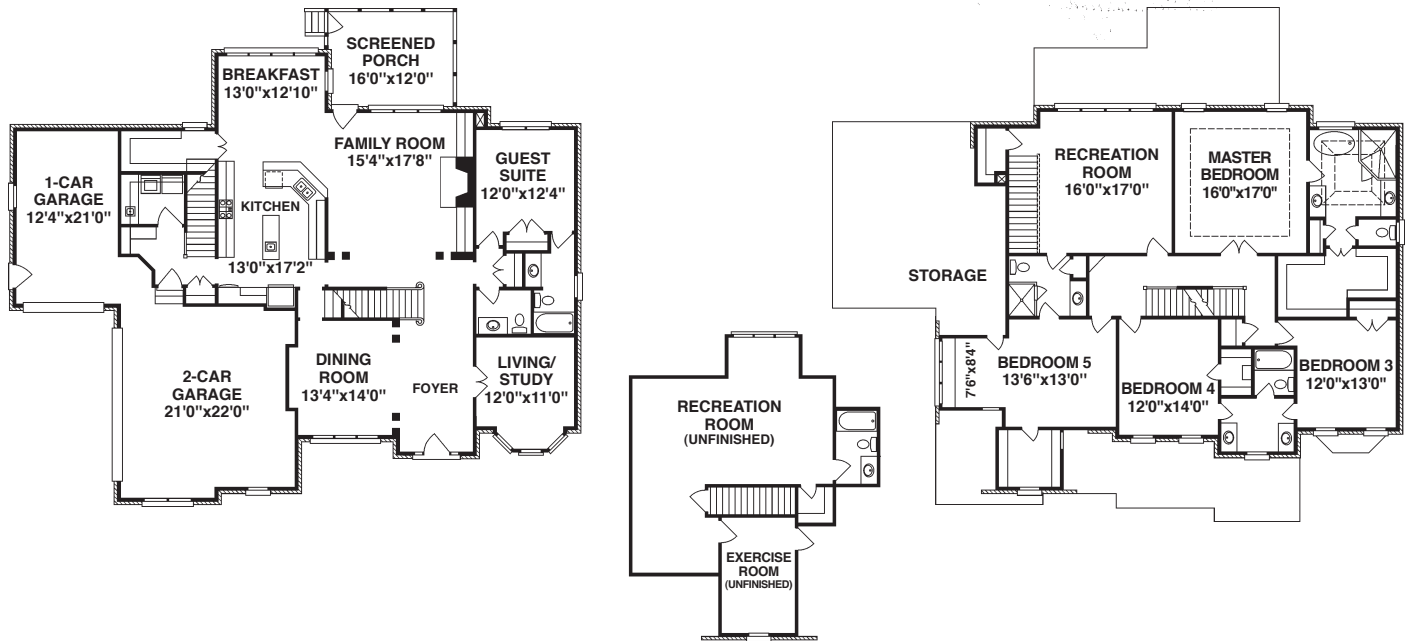 SCREENED
PORCH
16'0"x12'0"
BREAKFAST
13'0"x12'10"
FAMILY ROOM
15'4"x17'8"
GUEST
SUITE
12'0"x12'4"
1-CAR
GARAGE
12'4"x21'0"
KITCHEN
13'0"x17'2"
2-CAR
GARAGE
21'0"x22'0"
DINING
ROOM
13'4"x14'0"
FOYER
LIVING/
STUDY
12'0"x11'0"
RECREATION
ROOM
(UNFINISHED)
EXERCISE
ROOM
(UNFINISHED)
RECREATION
ROOM
16'0"x17'0"
MASTER
BEDROOM
16'0"x17'0"
STORAGE
7'6"x8'4"
BEDROOM 5
13'6"x13'0"
BEDROOM 4
12'0"x14'0"
BEDROOM 3
12'0"x13'0"